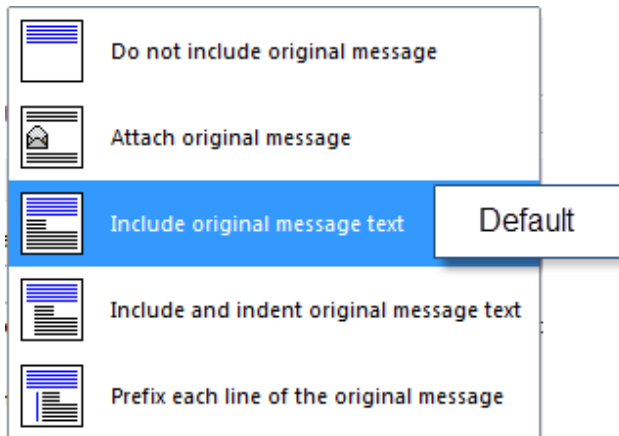 Do not include original message
Attach original message
Include original message text
Default
Include and indent original message text
Prefix each line of the original message